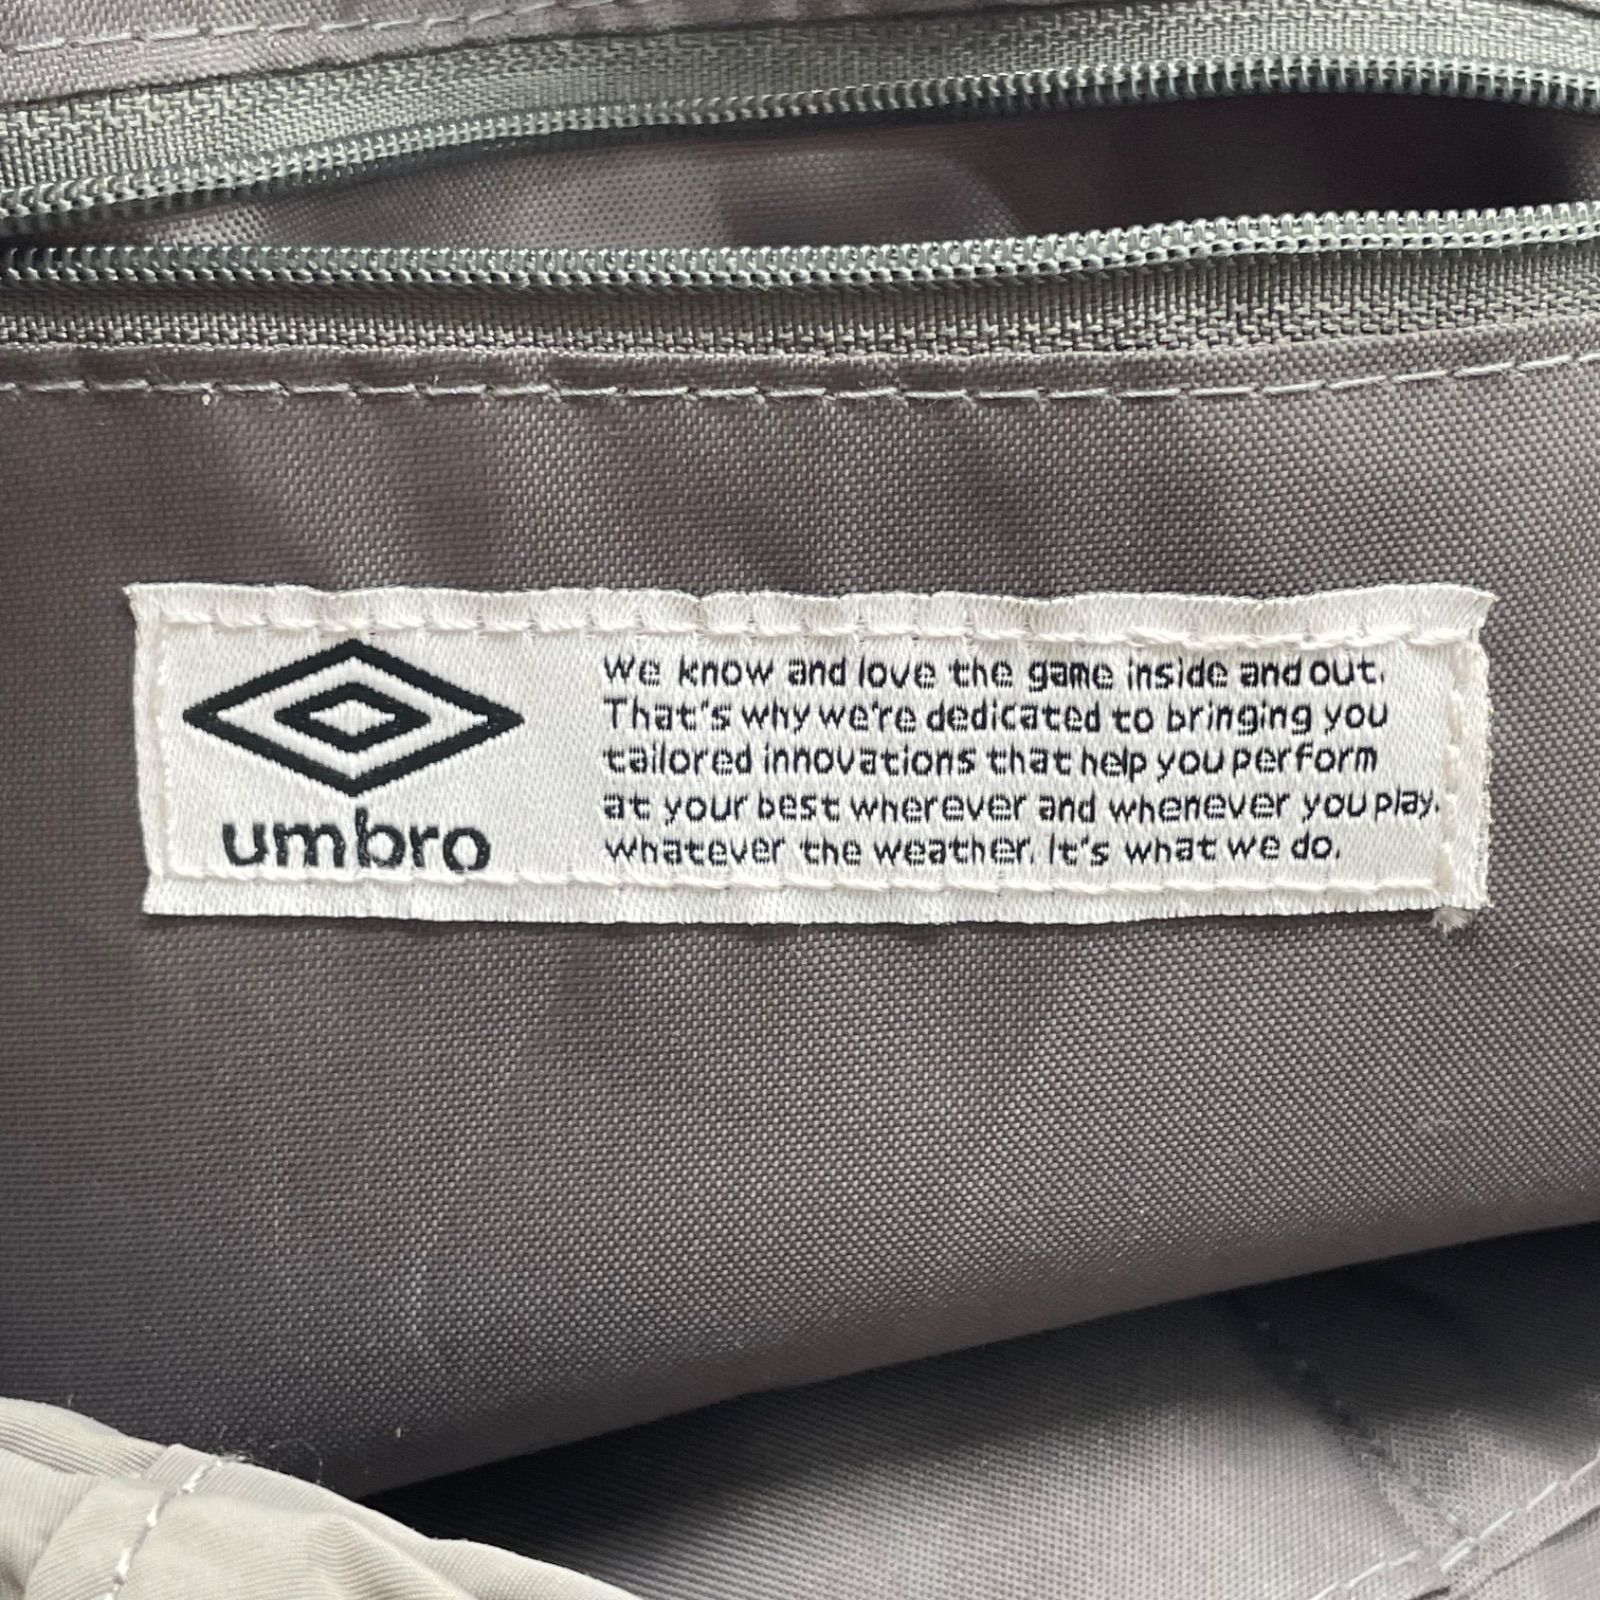 umbro
We know and love the game inside and out.
That's why we're dedicated to bringing you
tailored innovations that help you perform
at your best wherever and whenever you play.
whatever the weather. It's what we do.